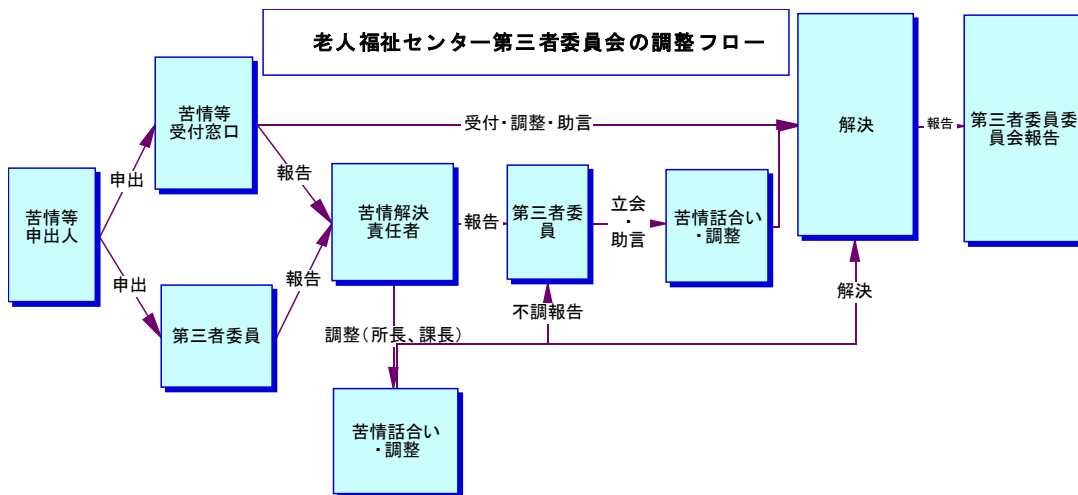 老人福祉センター第三者委員会の調整フロー
苦情等
受付窓口
受付・調整・助言
解決
報告
第三者委員委
員会報告
申出
報告
苦情等
申出人
苦情解決
責任者
報告
第三者委
員
立会
・
助言
苦情話合い
・調整
申出
報告
第三者委員
解決
不調報告
調整(所長、課長)
苦情話合い
・調整